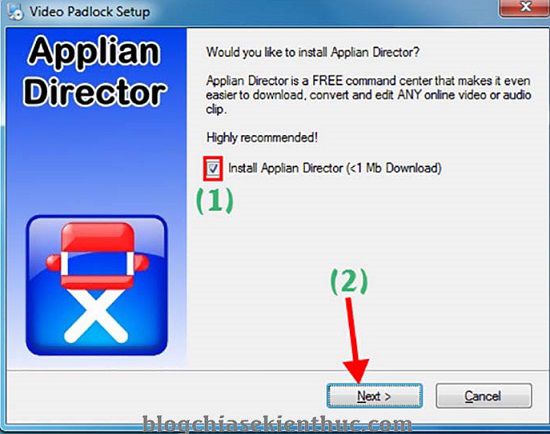 Video Padlock Setup
Applian
Director
Would you like to install Applian Director?
Applian Director is a FREE command center that makes it even
easier to download, convert and edit ANY online video or audio
clip.
Highly recommended!
Install Applian Director (<1 Mb Download)
(1)
(2)
Next >
Cancel
blogchiasekienthuc.com